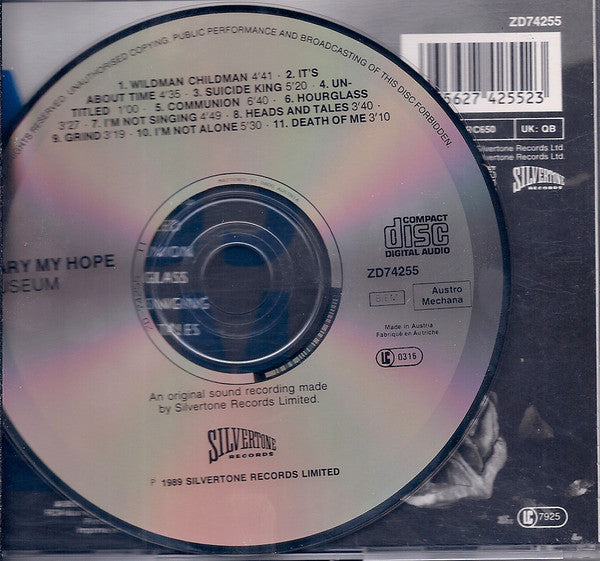 ZD74255
RIGHTS RESERVED. UNAUTHORISED COPYING, PUBLIC PERFORMANCE AND BROADCASTING OF THIS DISC FORBIDDEN.
1. WILDMAN CHILDMAN 4'41 · 2. IT'S
ABOUT TIME 4'35 · 3. SUICIDE KING 5'20 · 4. UN-
TITLED 1'00 · 5. COMMUNION 6'40 · 6. HOURGLASS
3'27 · 7. I'M NOT SINGING 4'49 · 8. HEADS AND TALES 3'40 ·
9. GRIND 3'19 · 10. I'M NOT ALONE 5'30 · 11. DEATH OF ME 3'10
5627 425523
RC650
UK: QB
Silvertone Records Ltd.
Silvertone Records Ltd.
SILVERTONE
RECORDS
ARY MY HOPE
USEUM
GLASS
COMPACT
disc
DIGITAL AUDIO
ZD74255
BIEM
Austro
Mechana
Made in Austria
Fabriqué en Autriche
LC 0316
An original sound recording made
by Silvertone Records Limited.
SILVERTONE
RECORDS
℗ 1989 SILVERTONE RECORDS LIMITED
LC 7925